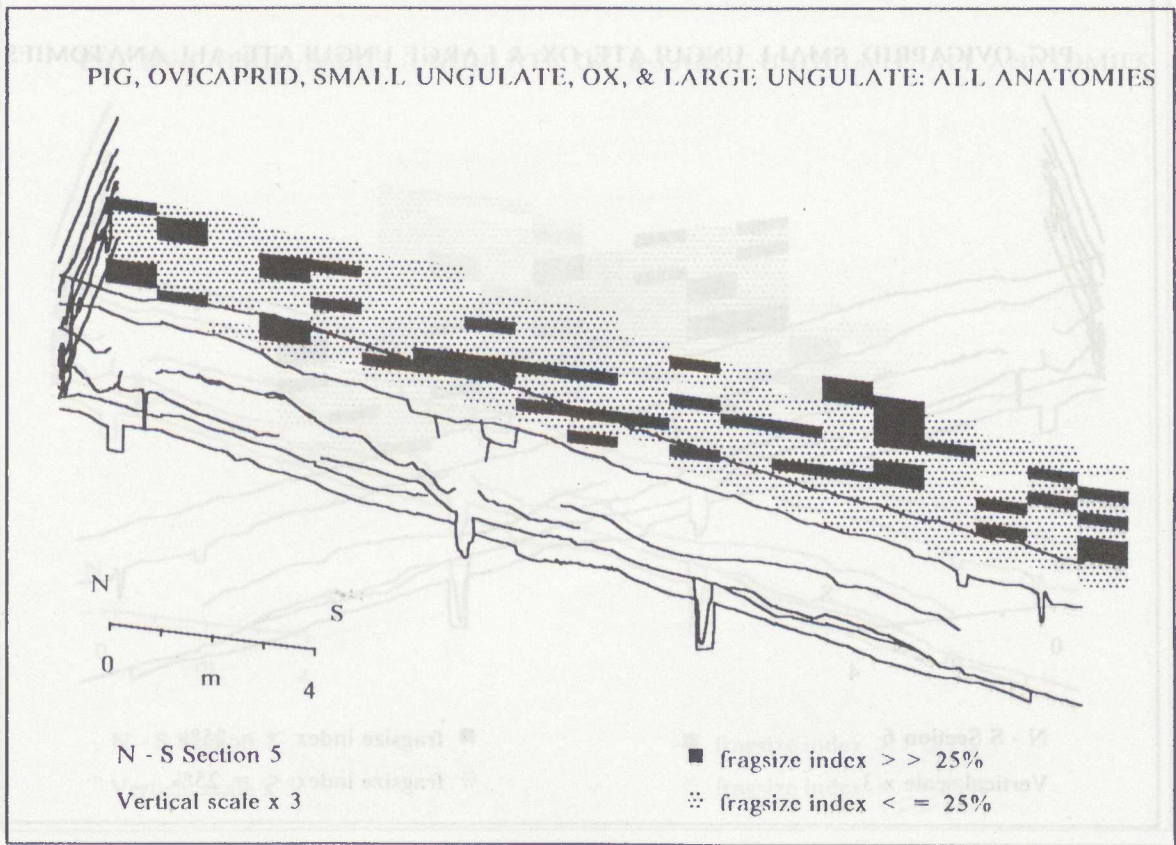 PIG, OVICAPRID, SMALL UNGULATE, OX, & LARGE UNGULATE: ALL ANATOMIES
N
S
0
m
4
N - S Section 5
Vertical scale x 3
fragsize index > > 25%
fragsize index < = 25%